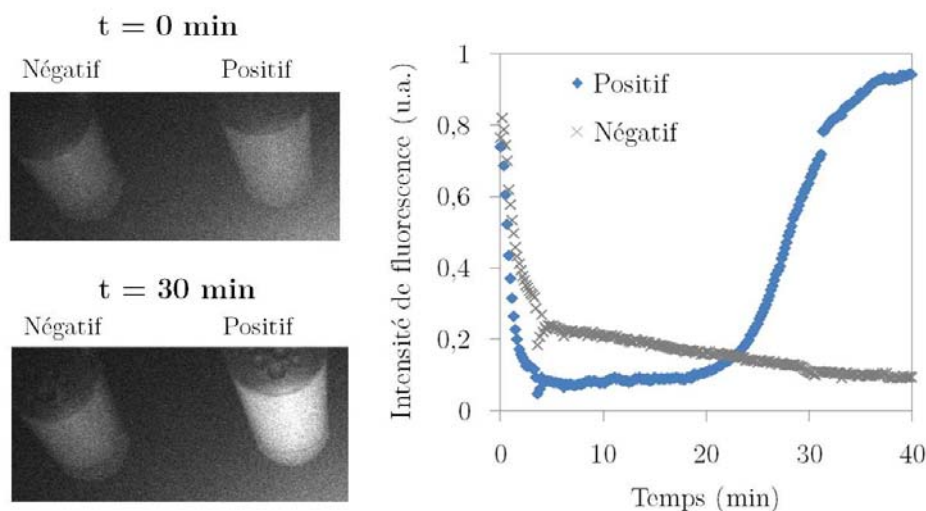 t = 0 min
Négatif Positif
t = 30 min
Négatif Positif
Intensité de fluorescence (u.a.)
1
0,8
0,6
0,4
0,2
0
Positif
Négatif
0 10 20 30 40
Temps (min)